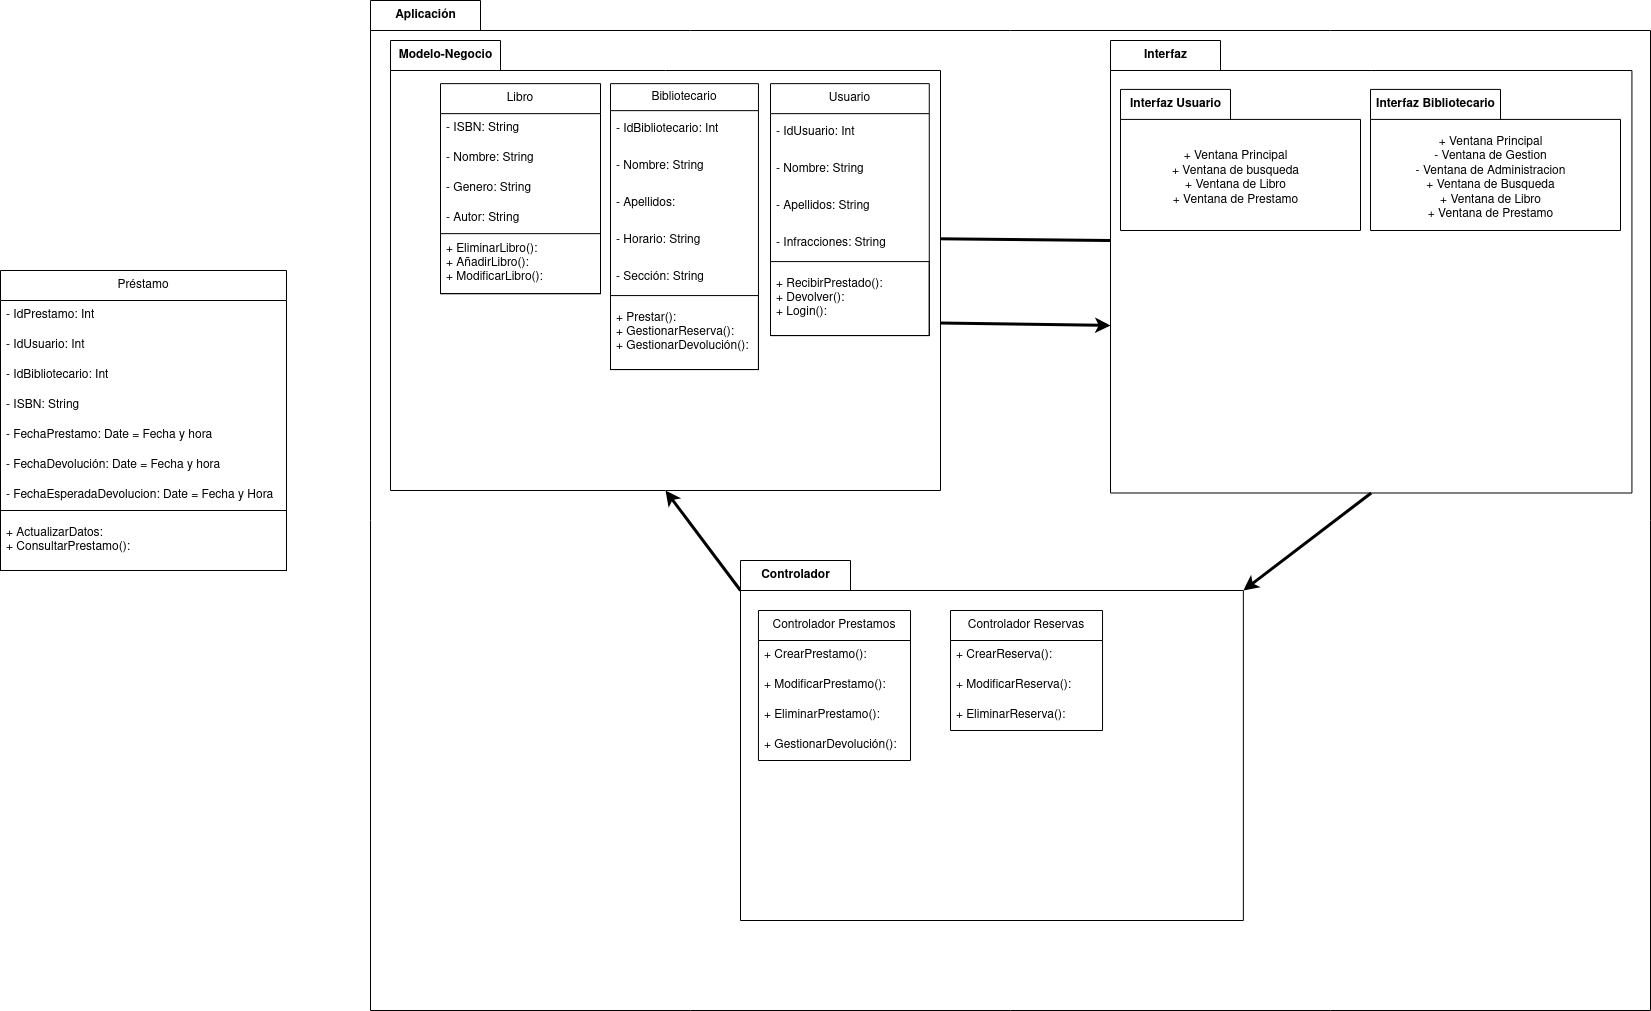 Aplicación
Modelo-Negocio
Libro
- ISBN: String
- Nombre: String
- Genero: String
- Autor: String
+ EliminarLibro():
+ AñadirLibro():
+ ModificarLibro():
Bibliotecario
- IdBibliotecario: Int
- Nombre: String
- Apellidos:
- Horario: String
- Sección: String
+ Prestar():
+ GestionarReserva():
+ GestionarDevolución():
Usuario
- IdUsuario: Int
- Nombre: String
- Apellidos: String
- Infracciones: String
+ RecibirPrestado():
+ Devolver():
+ Login():
Interfaz
Interfaz Usuario
+ Ventana Principal
+ Ventana de busqueda
+ Ventana de Libro
+ Ventana de Prestamo
Interfaz Bibliotecario
+ Ventana Principal
- Ventana de Gestion
- Ventana de Administracion
+ Ventana de Busqueda
+ Ventana de Libro
+ Ventana de Prestamo
Préstamo
- IdPrestamo: Int
- IdUsuario: Int
- IdBibliotecario: Int
- ISBN: String
- FechaPrestamo: Date = Fecha y hora
- FechaDevolución: Date = Fecha y hora
- FechaEsperadaDevolucion: Date = Fecha y Hora
+ ActualizarDatos:
+ ConsultarPrestamo():
Controlador
Controlador Prestamos
+ CrearPrestamo():
+ ModificarPrestamo():
+ EliminarPrestamo():
+ GestionarDevolución():
Controlador Reservas
+ CrearReserva():
+ ModificarReserva():
+ EliminarReserva():